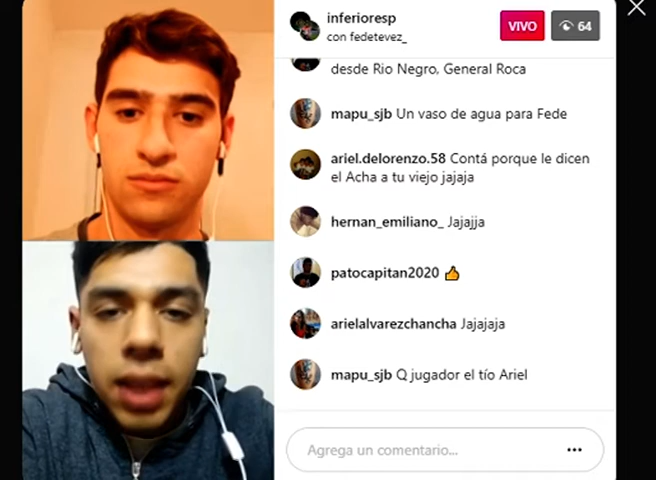 inferioresp
con fedetevez_
VIVO
64
desde Rio Negro, General Roca
mapu_sjb Un vaso de agua para Fede
ariel.delorenzo.58 Contá porque le dicen
el Acha a tu viejo jajaja
hernan_emiliano_ Jajajja
patocapitan2020 👍
arielalvarezchancha Jajajaja
mapu_sjb Q jugador el tío Ariel
Agrega un comentario...